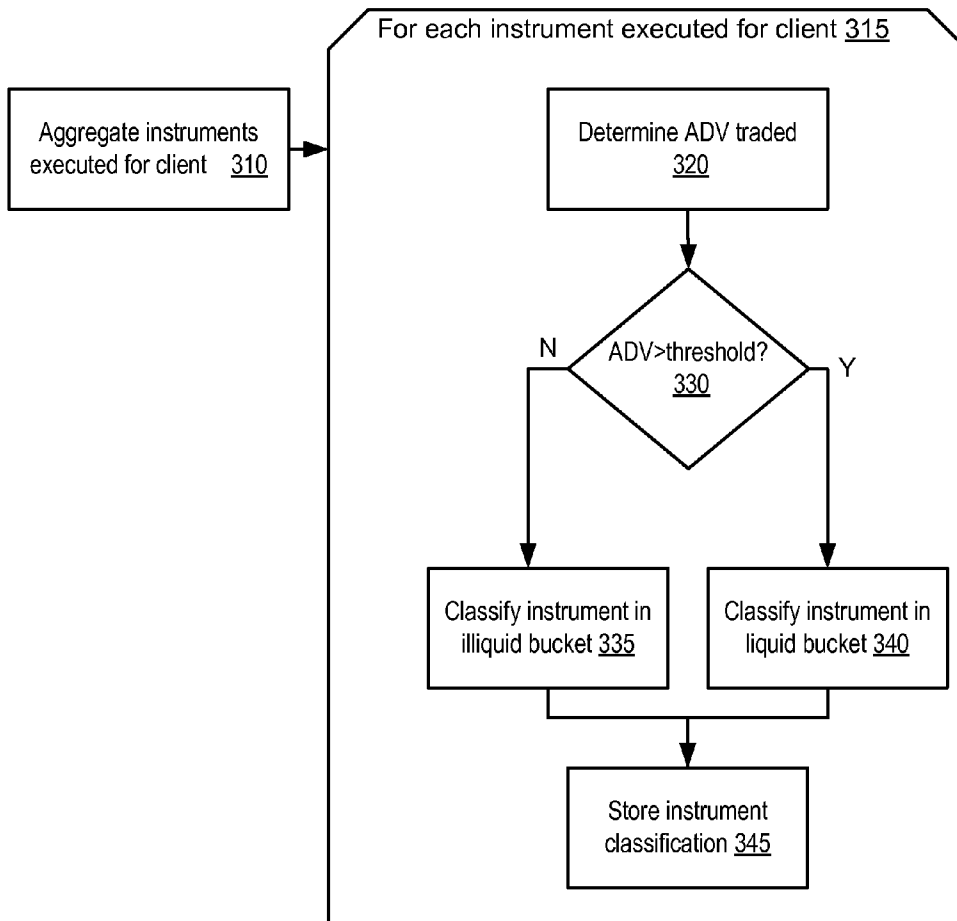 For each instrument executed for client 315
Aggregate instruments
executed for client 310
Determine ADV traded
320
ADV>threshold?
330
N
Y
Classify instrument in
illiquid bucket 335
Classify instrument in
liquid bucket 340
Store instrument
classification 345